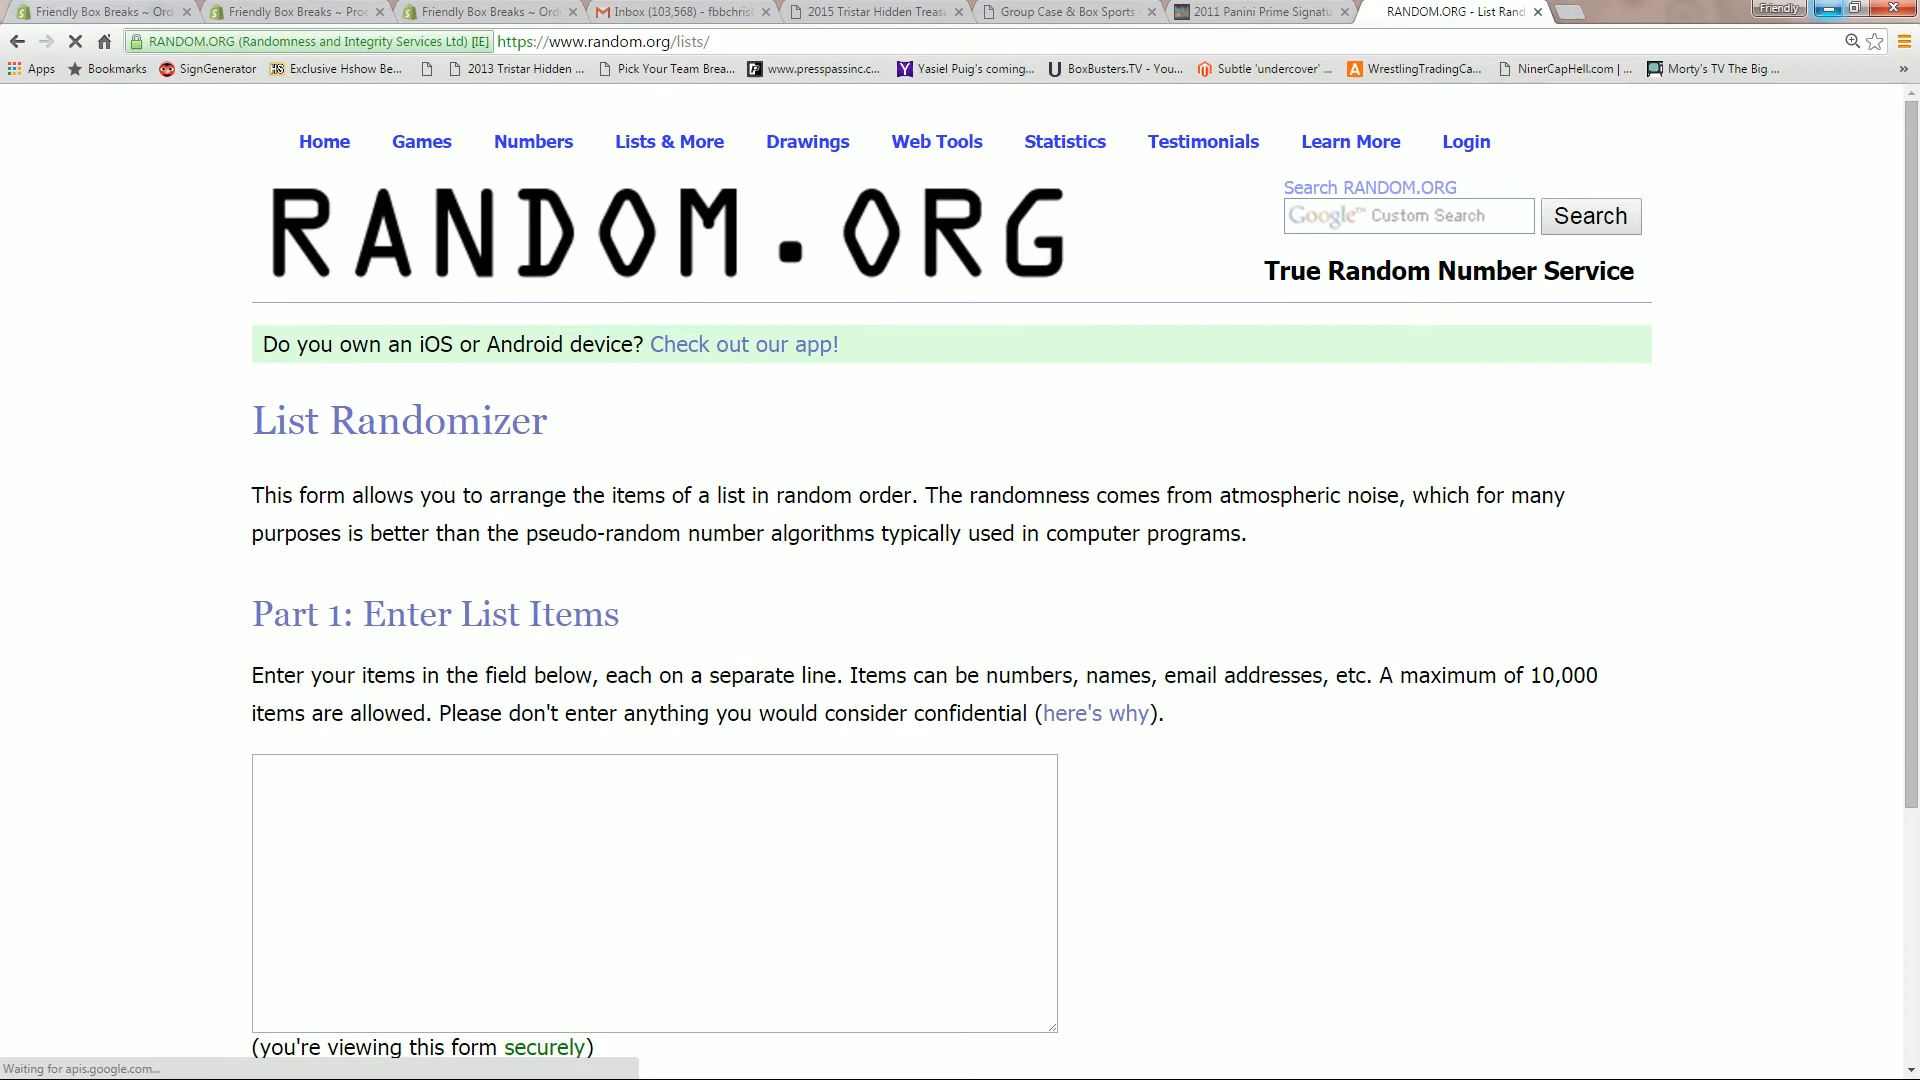 Friendly Box Breaks ~ Ord
Friendly Box Breaks ~ Pro
Friendly Box Breaks ~ Ord
Inbox (103,568) - fbbchris
2015 Tristar Hidden Treasu
Group Case & Box Sports
2011 Panini Prime Signatu
RANDOM.ORG - List Rand
Friendly
RANDOM.ORG (Randomness and Integrity Services Ltd) [IE] https://www.random.org/lists/
Apps
Bookmarks
SignGenerator
Exclusive Hshow Be...
2013 Tristar Hidden ...
Pick Your Team Brea...
www.presspassinc.c...
Yasiel Puig's coming...
BoxBusters.TV - You...
Subtle 'undercover' ...
WrestlingTradingCa...
NinerCapHell.com | ...
Morty's TV The Big ...
»
Home Games Numbers Lists & More Drawings Web Tools Statistics Testimonials Learn More Login
RANDOM.ORG
Search RANDOM.ORG
Google™ Custom Search
Search
True Random Number Service
Do you own an iOS or Android device? Check out our app!
List Randomizer
This form allows you to arrange the items of a list in random order. The randomness comes from atmospheric noise, which for many
purposes is better than the pseudo-random number algorithms typically used in computer programs.
Part 1: Enter List Items
Enter your items in the field below, each on a separate line. Items can be numbers, names, email addresses, etc. A maximum of 10,000
items are allowed. Please don't enter anything you would consider confidential (here's why).
(you're viewing this form securely)
Waiting for apis.google.com...